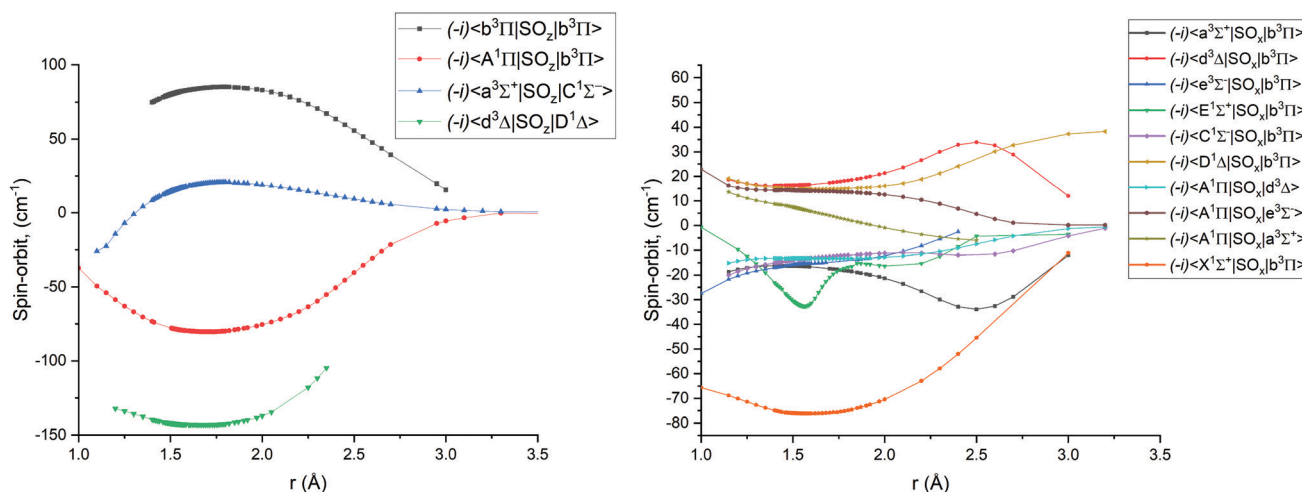 (-i)<b³Π|SO_z|b³Π>
(-i)<A¹Π|SO_z|b³Π>
(-i)<a³Σ⁺|SO_z|C¹Σ⁻>
(-i)<d³Δ|SO_z|D¹Δ>
100
75
50
25
0
-25
-50
-75
-100
-125
-150
Spin-orbit, (cm⁻¹)
1.0 1.5 2.0 2.5 3.0 3.5
r (Å)
(-i)<a³Σ⁺|SO_x|b³Π>
(-i)<d³Δ|SO_x|b³Π>
(-i)<e³Σ⁻|SO_x|b³Π>
(-i)<E¹Σ⁺|SO_x|b³Π>
(-i)<C¹Σ⁻|SO_x|b³Π>
(-i)<D¹Δ|SO_x|b³Π>
(-i)<A¹Π|SO_x|d³Δ>
(-i)<A¹Π|SO_x|e³Σ⁻>
(-i)<A¹Π|SO_x|a³Σ⁺>
(-i)<X¹Σ⁺|SO_x|b³Π>
60
50
40
30
20
10
0
-10
-20
-30
-40
-50
-60
-70
-80
Spin-orbit, (cm⁻¹)
1.0 1.5 2.0 2.5 3.0 3.5
r (Å)